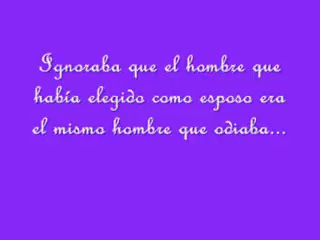 Ignoraba que el hombre que
había elegido como esposo era
el mismo hombre que odiaba...